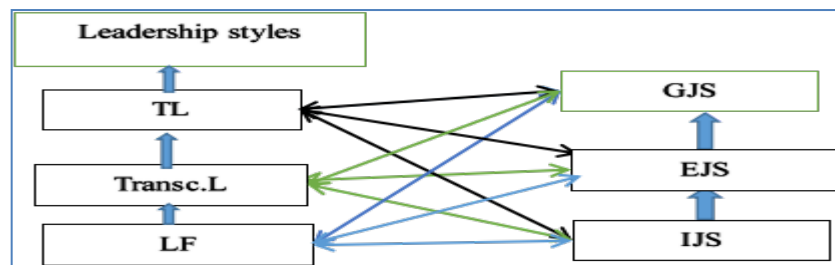 Leadership styles
TL
Transc.L
LF
GJS
EJS
IJS